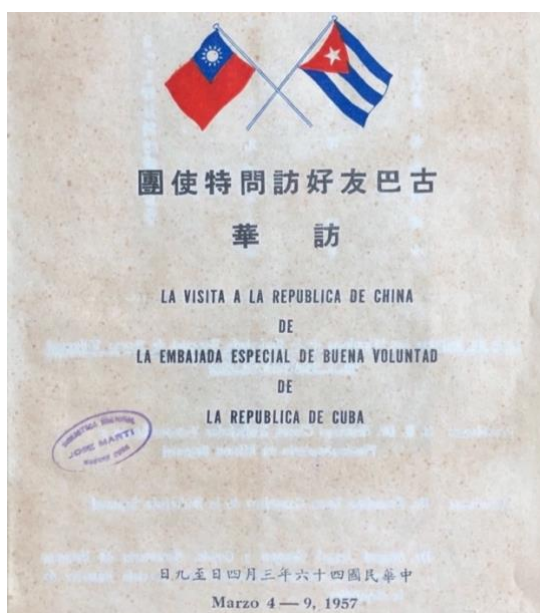 古巴友好訪問特使團
訪華
LA VISITA A LA REPUBLICA DE CHINA
DE
LA EMBAJADA ESPECIAL DE BUENA VOLUNTAD
DE
LA REPUBLICA DE CUBA
BIBLIOTECA NACIONAL
JOSE MARTI
中華民國四十六年三月四日至九日
Marzo 4 — 9, 1957